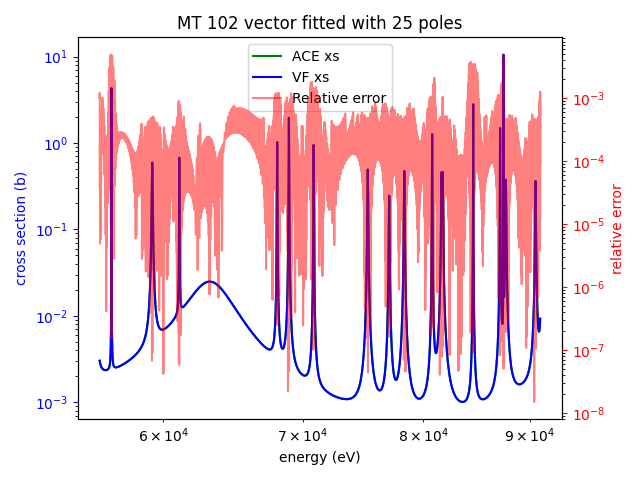 MT 102 vector fitted with 25 poles
ACE xs
VF xs
Relative error
cross section (b)
10¹
10⁰
10⁻¹
10⁻²
10⁻³
relative error
10⁻³
10⁻⁴
10⁻⁵
10⁻⁶
10⁻⁷
10⁻⁸
6 × 10⁴
7 × 10⁴
8 × 10⁴
9 × 10⁴
energy (eV)